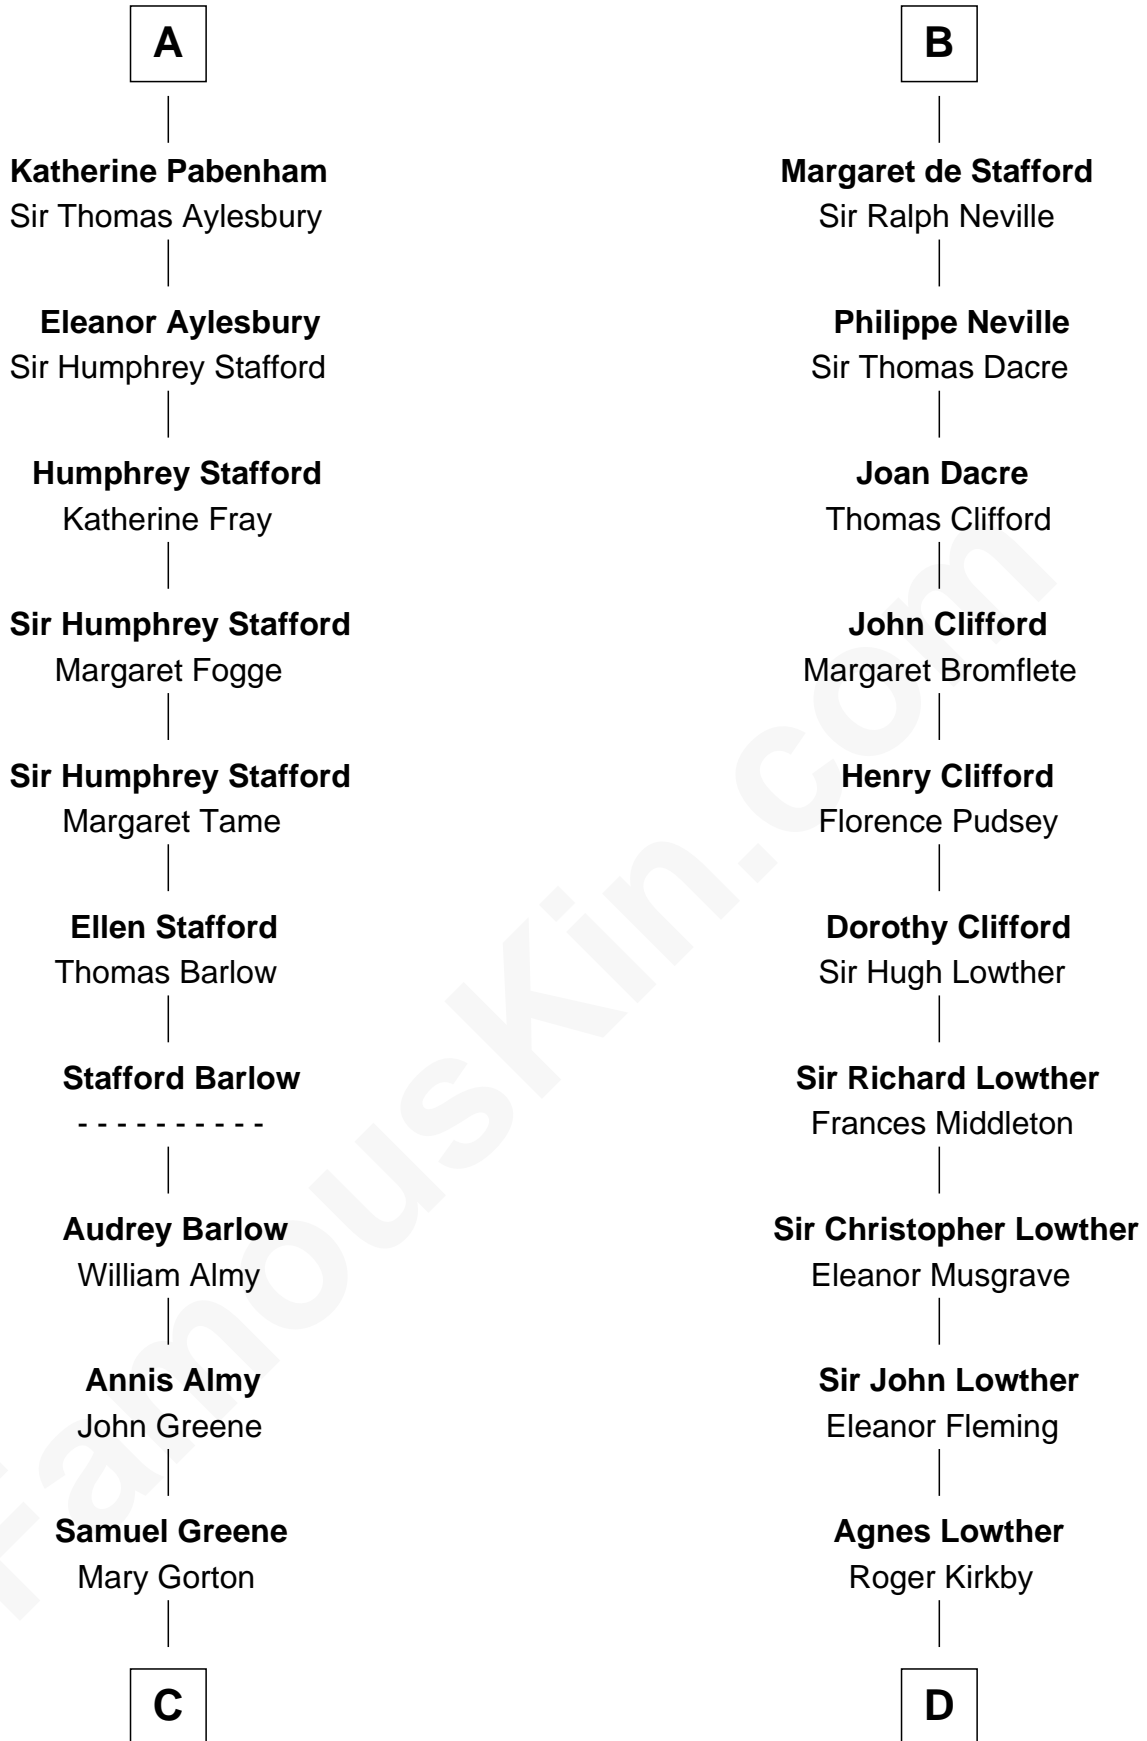 A
Katherine Pabenham
Sir Thomas Aylesbury
Eleanor Aylesbury
Sir Humphrey Stafford
Humphrey Stafford
Katherine Fray
Sir Humphrey Stafford
Margaret Fogge
Sir Humphrey Stafford
Margaret Tame
Ellen Stafford
Thomas Barlow
Stafford Barlow
- - - - - - - - - -
Audrey Barlow
William Almy
Annis Almy
John Greene
Samuel Greene
Mary Gorton
C
B
Margaret de Stafford
Sir Ralph Neville
Philippe Neville
Sir Thomas Dacre
Joan Dacre
Thomas Clifford
John Clifford
Margaret Bromflete
Henry Clifford
Florence Pudsey
Dorothy Clifford
Sir Hugh Lowther
Sir Richard Lowther
Frances Middleton
Sir Christopher Lowther
Eleanor Musgrave
Sir John Lowther
Eleanor Fleming
Agnes Lowther
Roger Kirkby
D
FamousKin.com